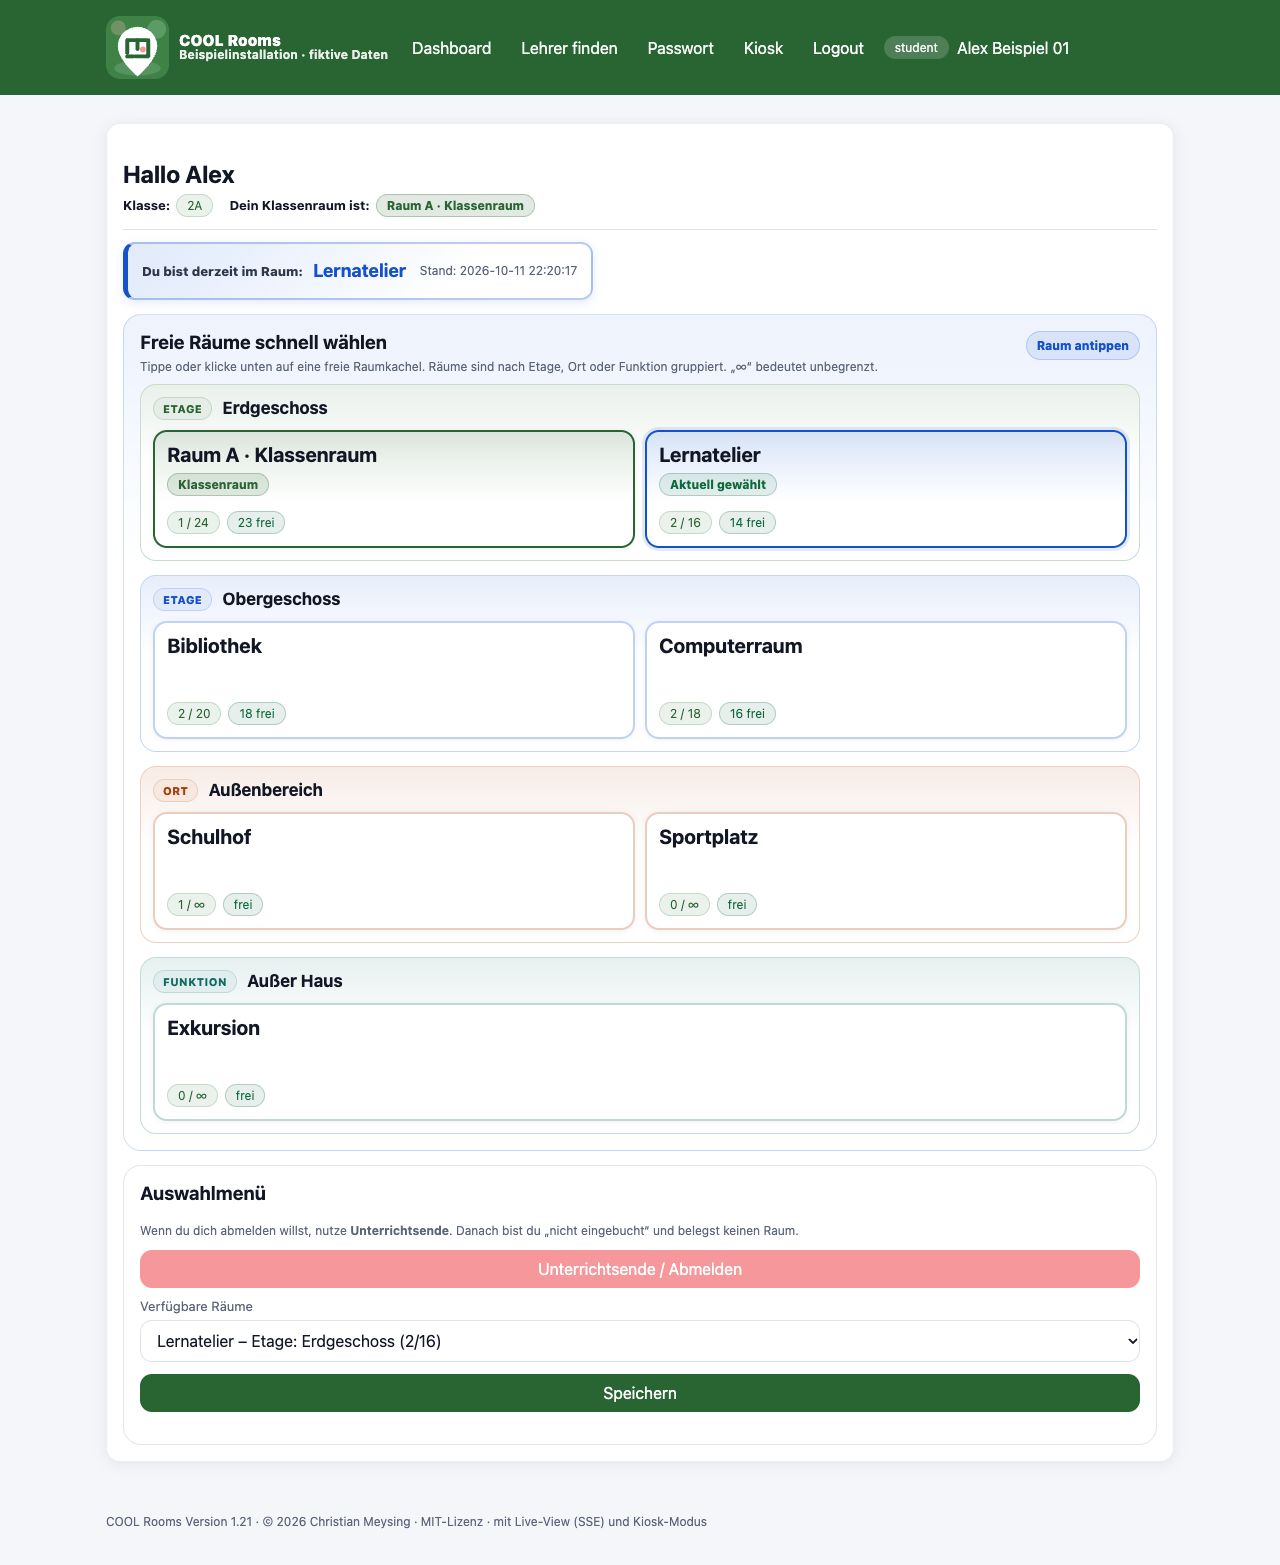 COOL Rooms
Beispielinstallation · fiktive Daten
Dashboard Lehrer finden Passwort Kiosk Logout student Alex Beispiel 01
Hallo Alex
Klasse: 2A Dein Klassenraum ist: Raum A · Klassenraum
Du bist derzeit im Raum: Lernatelier Stand: 2026-10-11 22:20:17
Freie Räume schnell wählen
Raum antippen
Tippe oder klicke unten auf eine freie Raumkachel. Räume sind nach Etage, Ort oder Funktion gruppiert. „∞“ bedeutet unbegrenzt.
ETAGE Erdgeschoss
Raum A · Klassenraum
Klassenraum
1 / 24 23 frei
Lernatelier
Aktuell gewählt
2 / 16 14 frei
ETAGE Obergeschoss
Bibliothek
2 / 20 18 frei
Computerraum
2 / 18 16 frei
ORT Außenbereich
Schulhof
1 / ∞ frei
Sportplatz
0 / ∞ frei
FUNKTION Außer Haus
Exkursion
0 / ∞ frei
Auswahlmenü
Wenn du dich abmelden willst, nutze Unterrichtsende. Danach bist du „nicht eingebucht“ und belegst keinen Raum.
Unterrichtsende / Abmelden
Verfügbare Räume
Lernatelier – Etage: Erdgeschoss (2/16)
Speichern
COOL Rooms Version 1.21 · © 2026 Christian Meysing · MIT-Lizenz · mit Live-View (SSE) und Kiosk-Modus